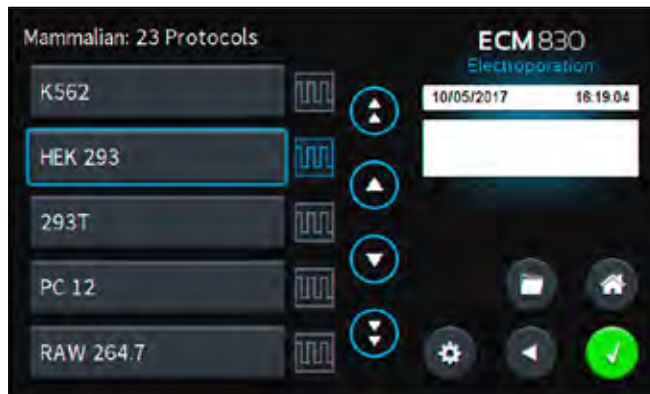 Mammalian: 23 Protocols
K562
HEK 293
293T
PC 12
RAW 264.7
ECM 830
Electroporation
10/05/2017 16:19:04